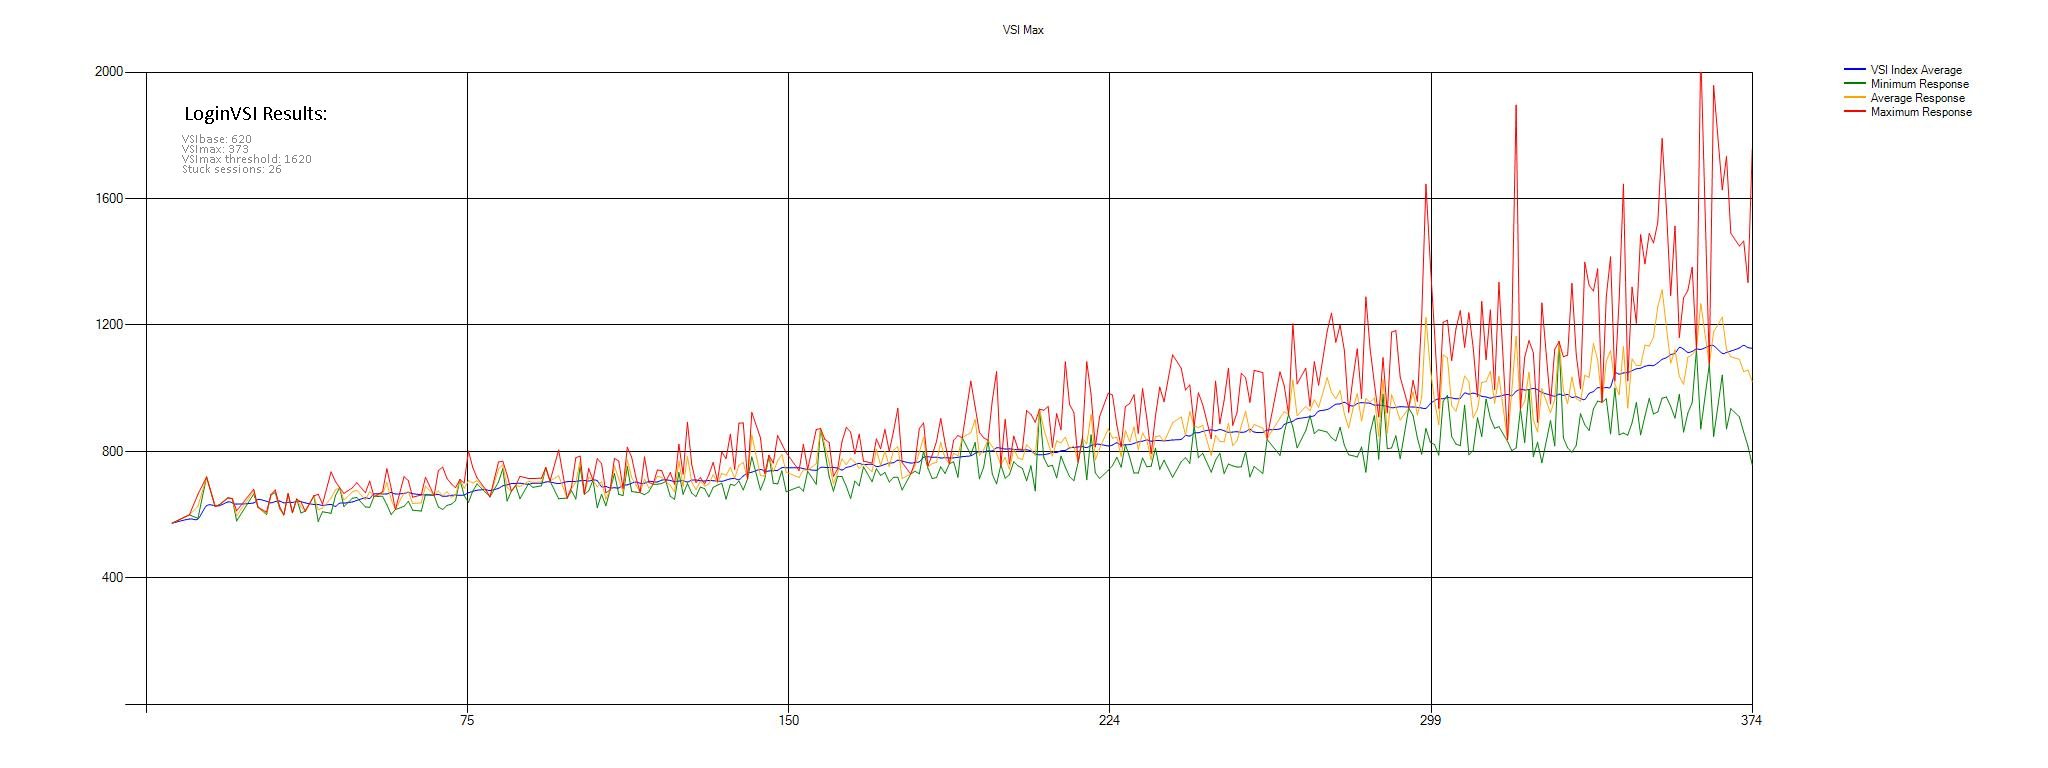 VSI Max
2000
1600
1200
800
400
LoginVSI Results:
VSIbase: 620
VSImax: 373
VSImax threshold: 1620
Stuck sessions: 26
VSI Index Average
Minimum Response
Average Response
Maximum Response
75
150
224
299
374